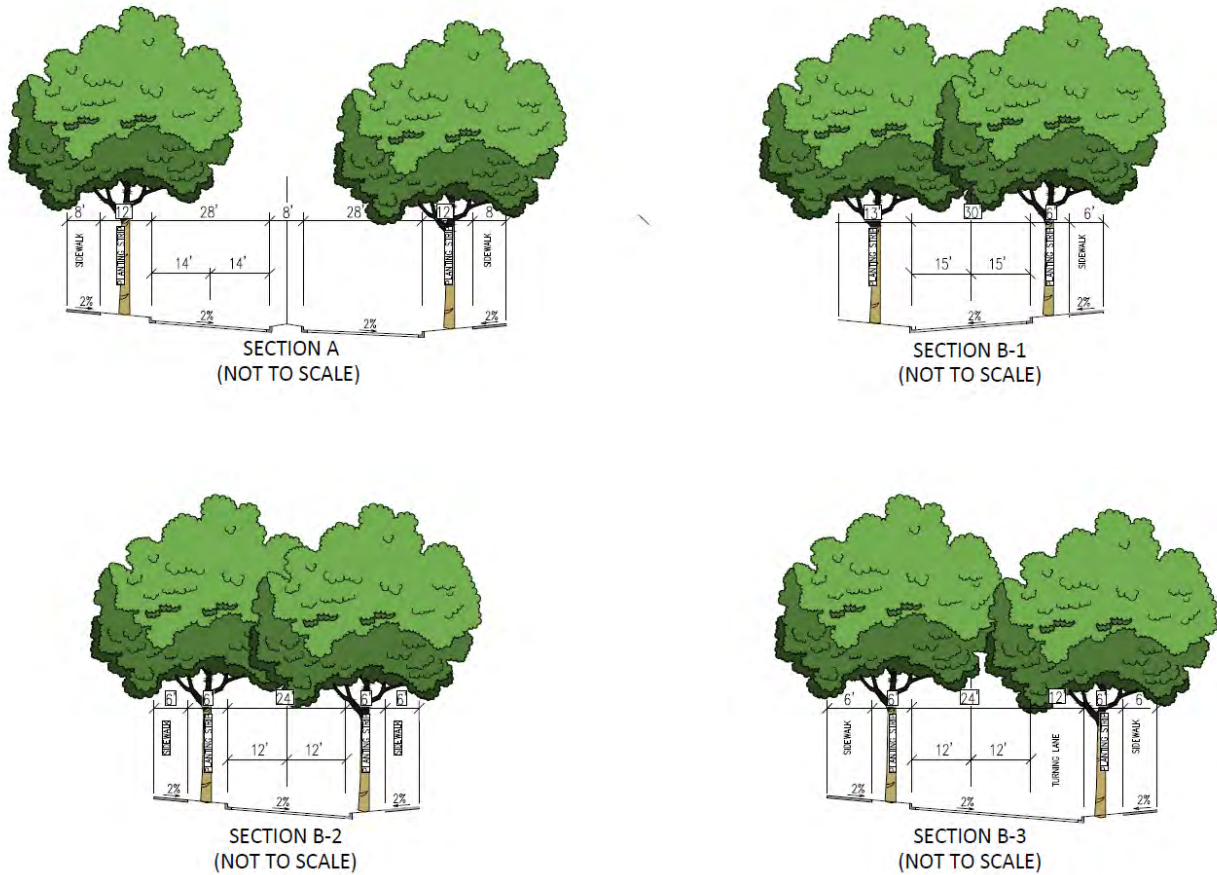 8' 12' 28' 8' 28' 12' 8'
SIDEWALK PLANTING STRIP 14' 14' PLANTING STRIP SIDEWALK
2% 2% 2% 2%
SECTION A
(NOT TO SCALE)
13' 30' 6' 6'
PLANTING STRIP 15' 15' PLANTING STRIP SIDEWALK
2% 2%
SECTION B-1
(NOT TO SCALE)
6' 6' 24' 6' 6'
SIDEWALK PLANTING STRIP 12' 12' PLANTING STRIP SIDEWALK
2% 2% 2%
SECTION B-2
(NOT TO SCALE)
6' 6' 24' 12' 6' 6'
SIDEWALK PLANTING STRIP 12' 12' TURNING LANE PLANTING STRIP SIDEWALK
2% 2% 2%
SECTION B-3
(NOT TO SCALE)